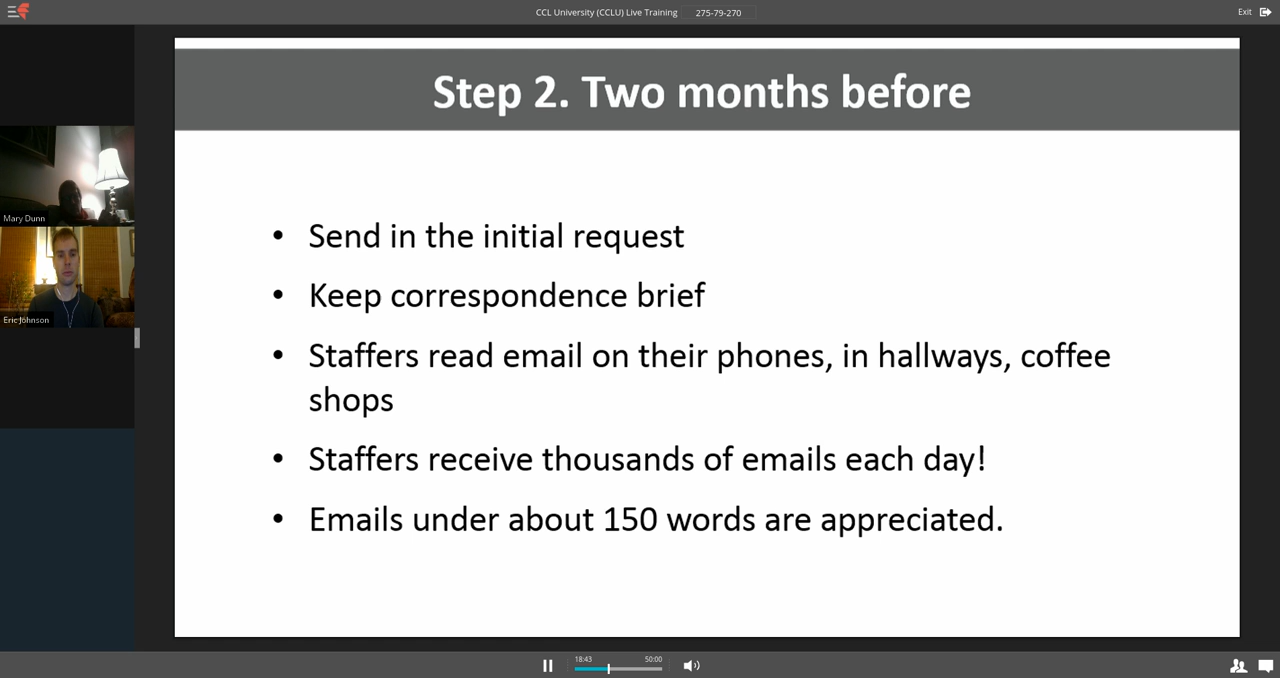 CCL University (CCLU) Live Training 275-79-270
Exit
Step 2. Two months before
• Send in the initial request
• Keep correspondence brief
• Staffers read email on their phones, in hallways, coffee
shops
• Staffers receive thousands of emails each day!
• Emails under about 150 words are appreciated.
Mary Dunn
Eric Johnson
18:43 50:00